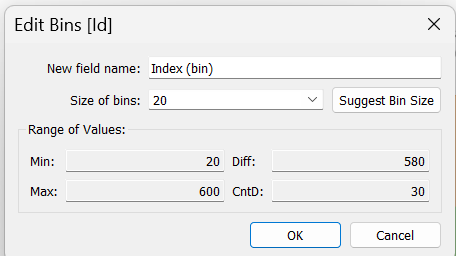 Edit Bins [Id]
New field name: Index (bin)
Size of bins: 20 Suggest Bin Size
Range of Values:
Min: 20 Diff: 580
Max: 600 CntD: 30
OK Cancel